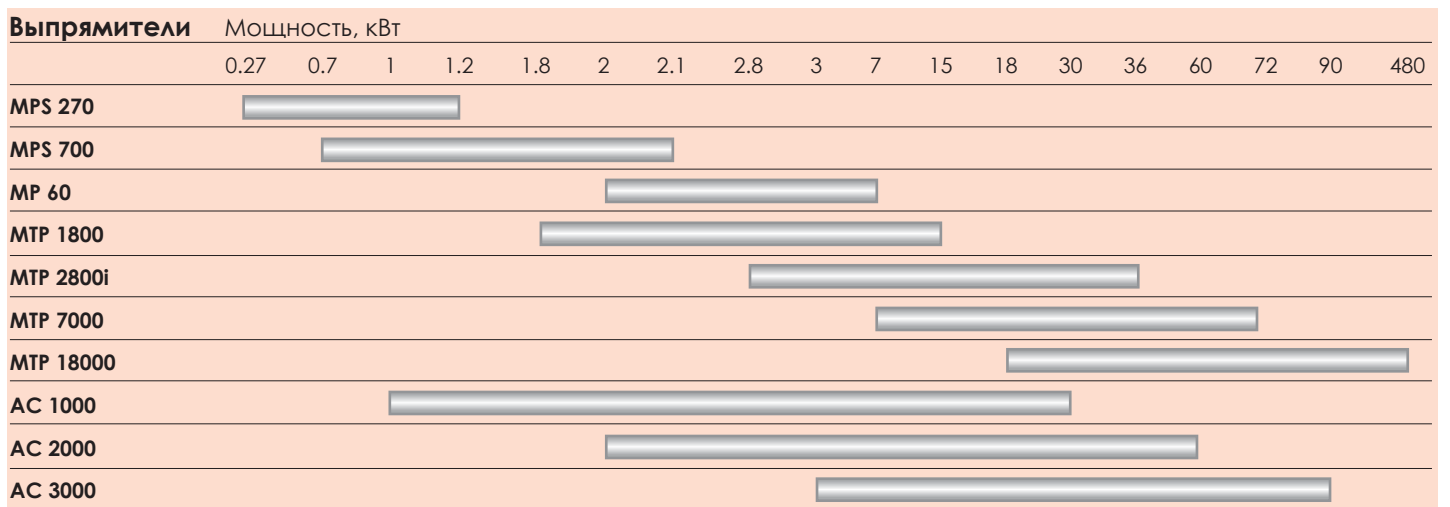 Выпрямители Мощность, кВт
0.27 0.7 1 1.2 1.8 2 2.1 2.8 3 7 15 18 30 36 60 72 90 480
MPS 270
MPS 700
MP 60
MTP 1800
MTP 2800i
MTP 7000
MTP 18000
AC 1000
AC 2000
AC 3000